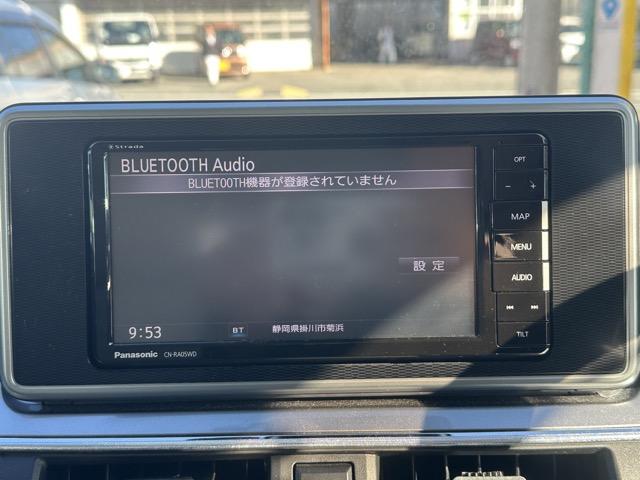 Strada
BLUETOOTH Audio
BLUETOOTH機器が登録されていません
設 定
9:53
BT
静岡県掛川市菊浜
Panasonic CN-RA05WD
OPT
− +
MAP
MENU
AUDIO
TILT